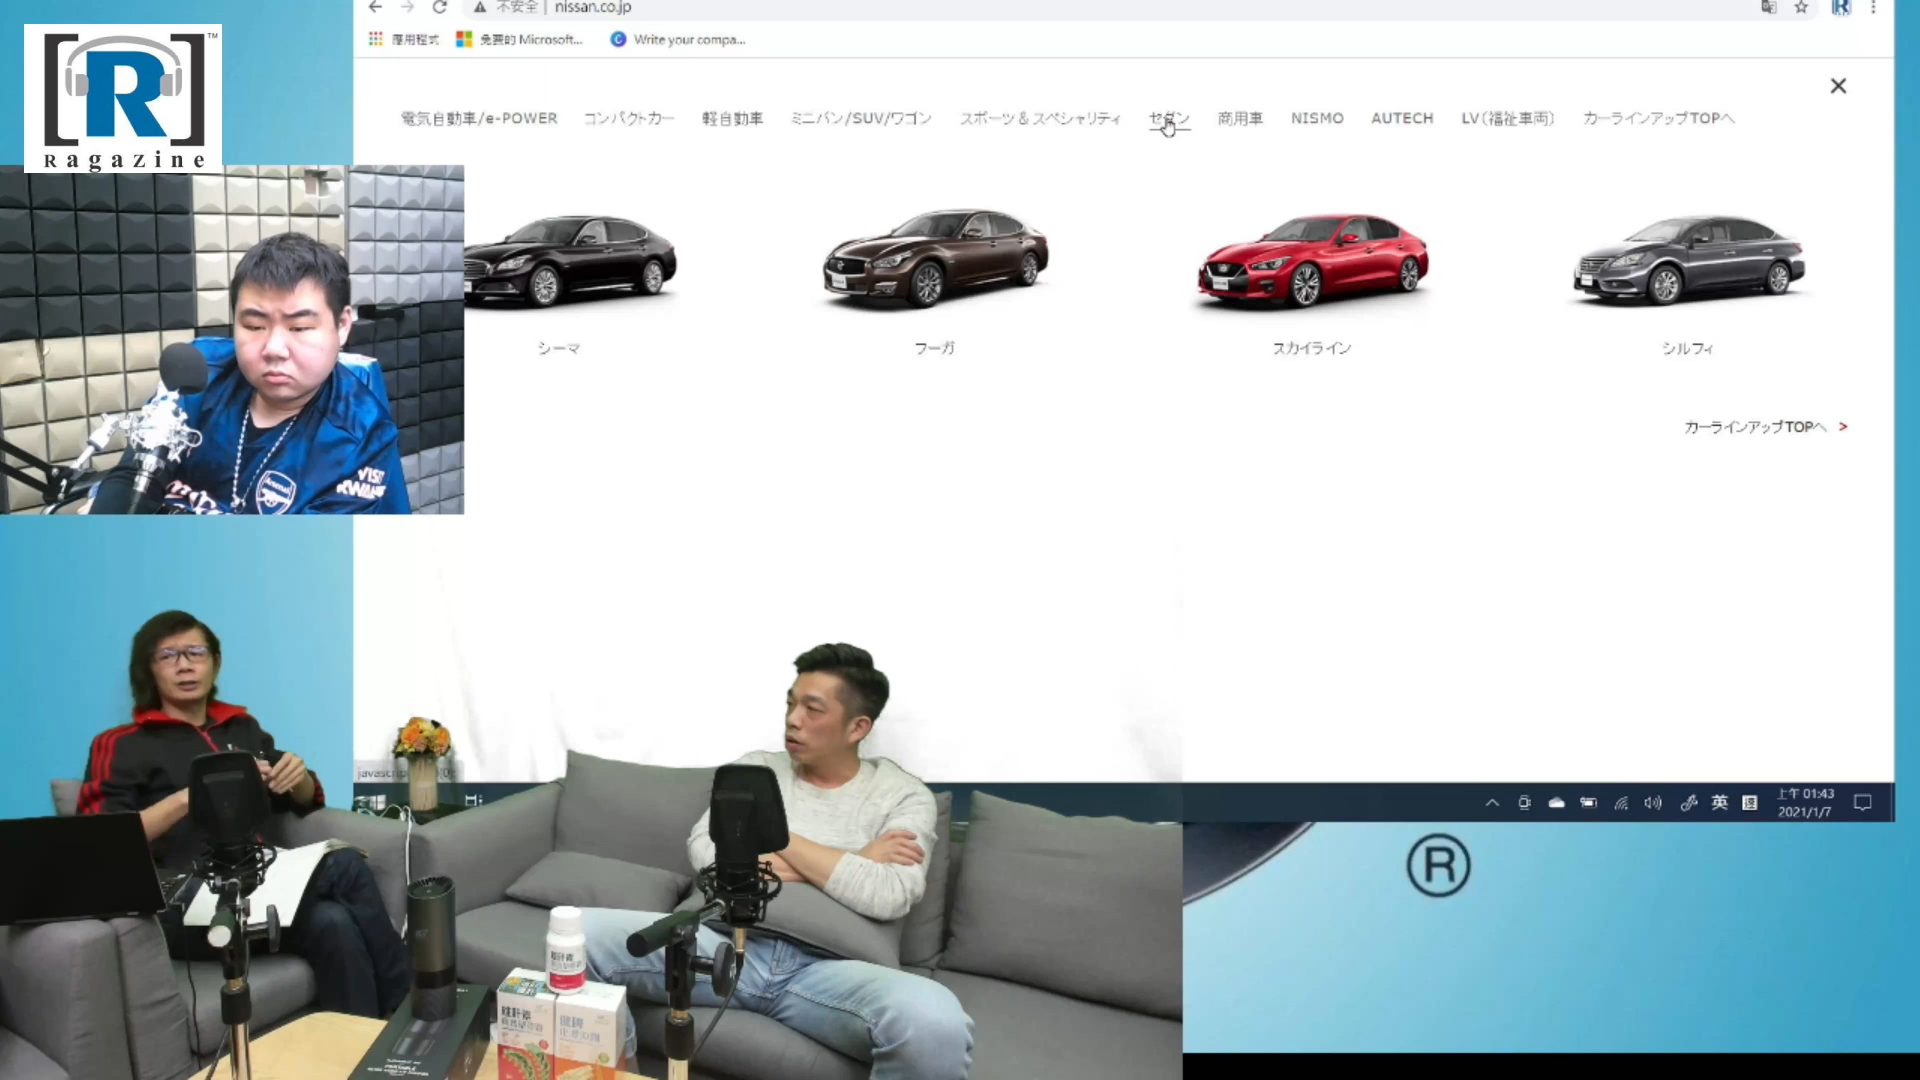 不安全 | nissan.co.jp
應用程式 免費的 Microsoft... Write your compa...
[R]™
Ragazine
電気自動車/e-POWER コンパクトカー 軽自動車 ミニバン/SUV/ワゴン スポーツ＆スペシャリティ セダン 商用車 NISMO AUTECH LV(福祉車両) カーラインアップTOPへ
シーマ フーガ スカイライン シルフィ
カーラインアップTOPへ >
VISIT
RWAN
Arsenal
javascrip
英
上午 01:43
2021/1/7
®